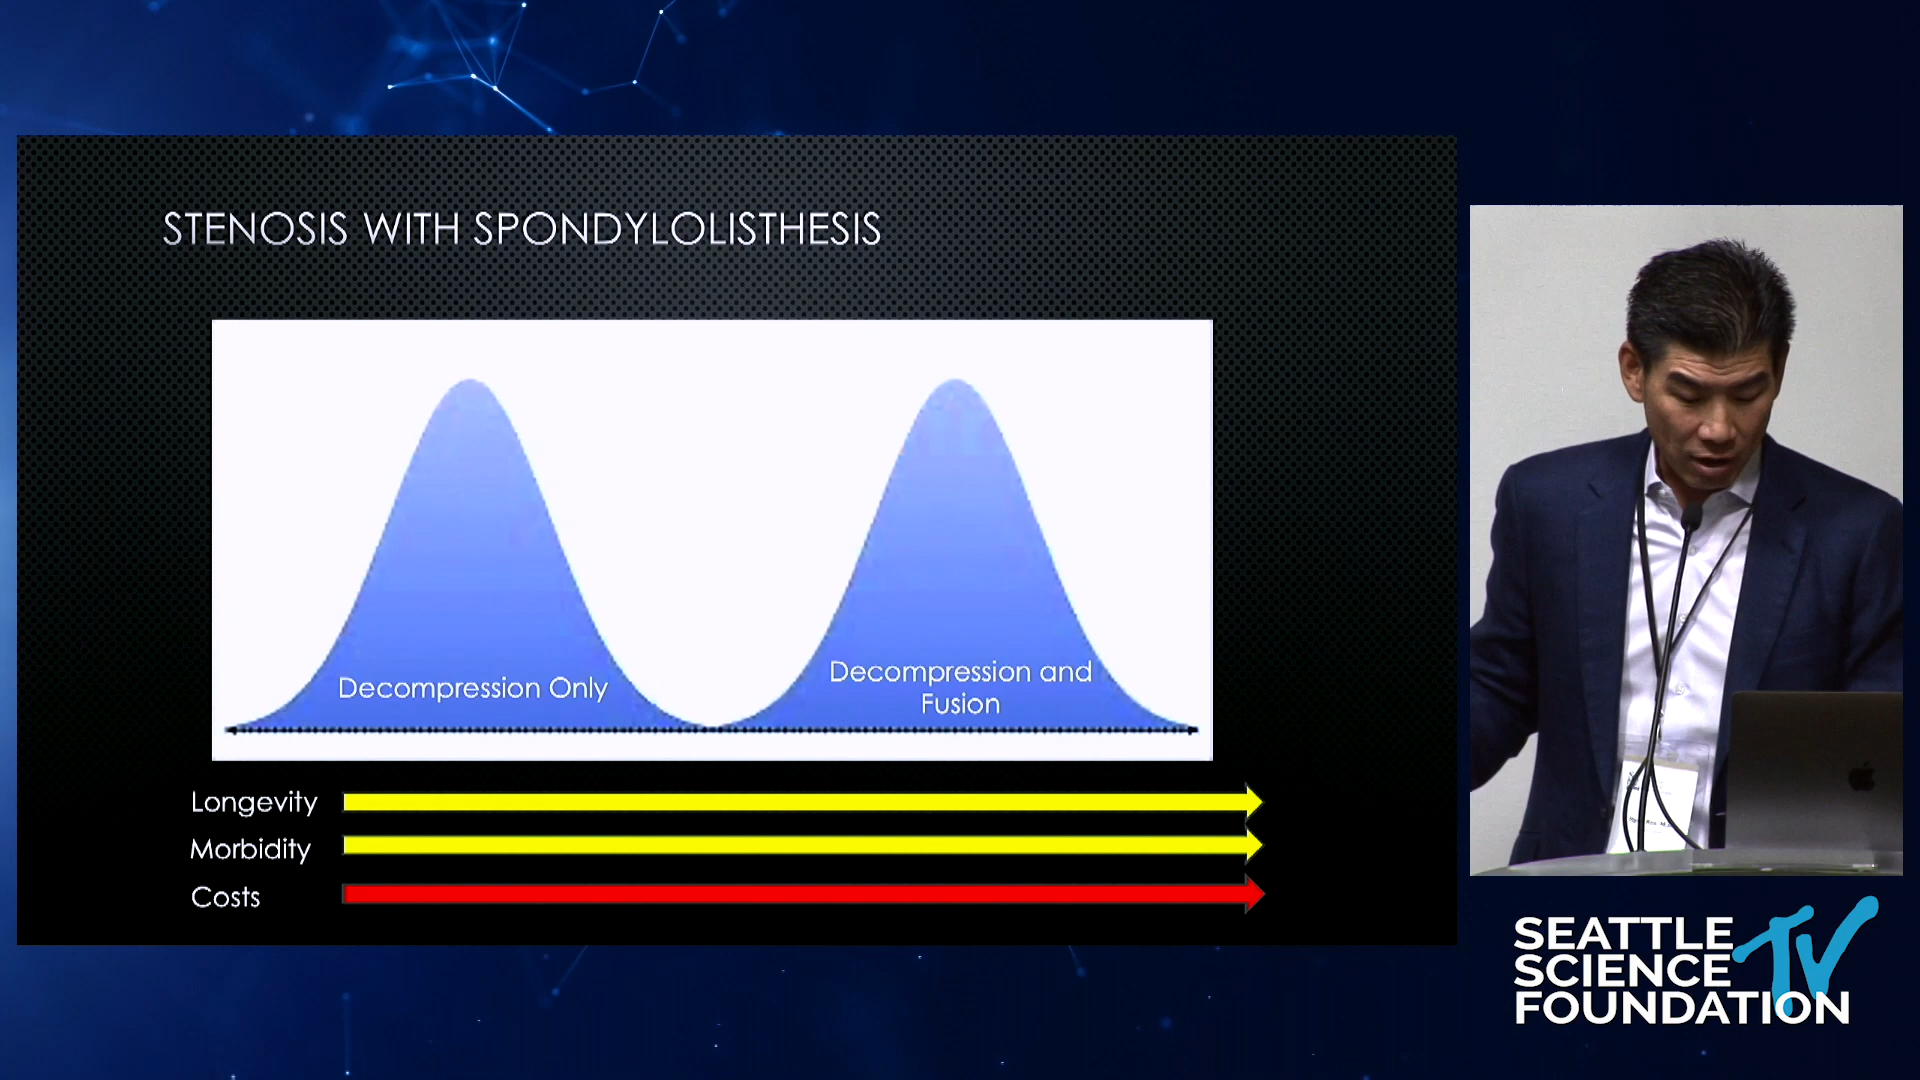 STENOSIS WITH SPONDYLOLISTHESIS
Decompression Only
Decompression and
Fusion
Longevity
Morbidity
Costs
SEATTLE
SCIENCE
FOUNDATION
TV